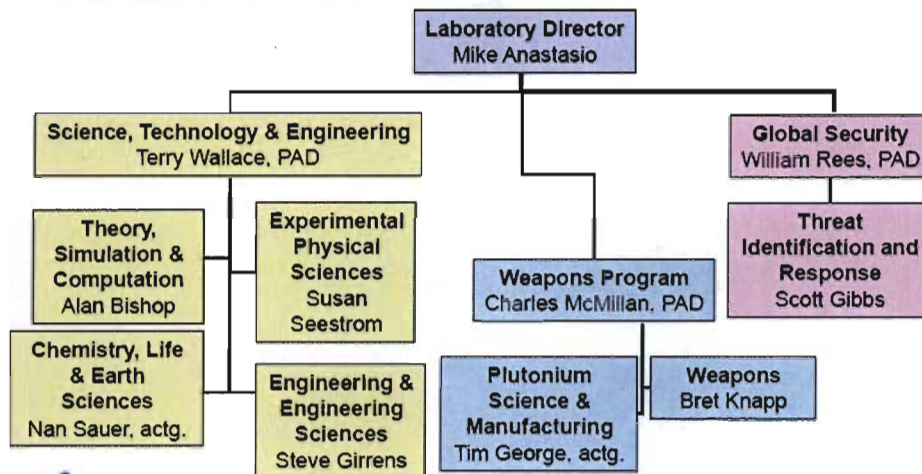 Laboratory Director
Mike Anastasio
Science, Technology & Engineering
Terry Wallace, PAD
Global Security
William Rees, PAD
Theory,
Simulation &
Computation
Alan Bishop
Experimental
Physical
Sciences
Susan
Seestrom
Chemistry, Life
& Earth
Sciences
Nan Sauer, actg.
Engineering &
Engineering
Sciences
Steve Girrens
Weapons Program
Charles McMillan, PAD
Plutonium
Science &
Manufacturing
Tim George, actg.
Weapons
Bret Knapp
Threat
Identification and
Response
Scott Gibbs